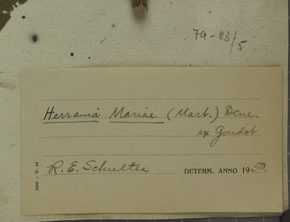 79-83/5
Herrania Mariae (Mart.) Dcne.
ex Goudot
R. E. Schultes DETERM. ANNO 1950.